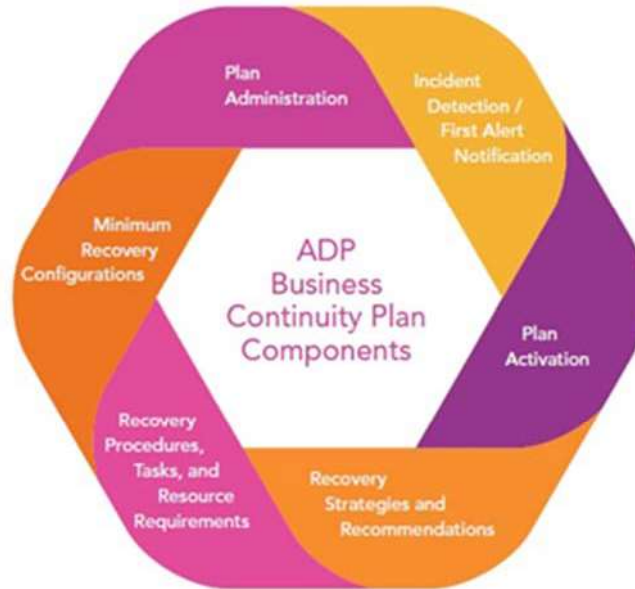 Plan
Administration
Incident
Detection /
First Alert
Notification
Plan
Activation
Recovery
Strategies and
Recommendations
Recovery
Procedures,
Tasks, and
Resource
Requirements
Minimum
Recovery
Configurations
ADP
Business
Continuity Plan
Components